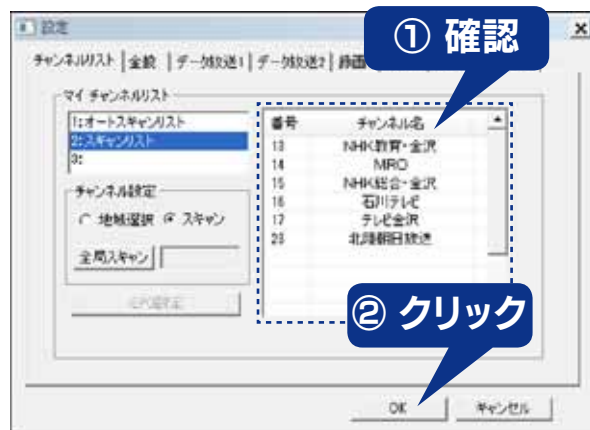 設定
① 確認
チャンネルリスト 全般 データ放送1 データ放送2 録画
マイ チャンネルリスト
1:オートスキャンリスト
2:スキャンリスト
3:
番号 チャンネル名
13 NHK教育・金沢
14 MRO
15 NHK総合・金沢
16 石川テレビ
17 テレビ金沢
23 北陸朝日放送
チャンネル設定
地域選択 スキャン
全局スキャン
② クリック
OK キャンセル